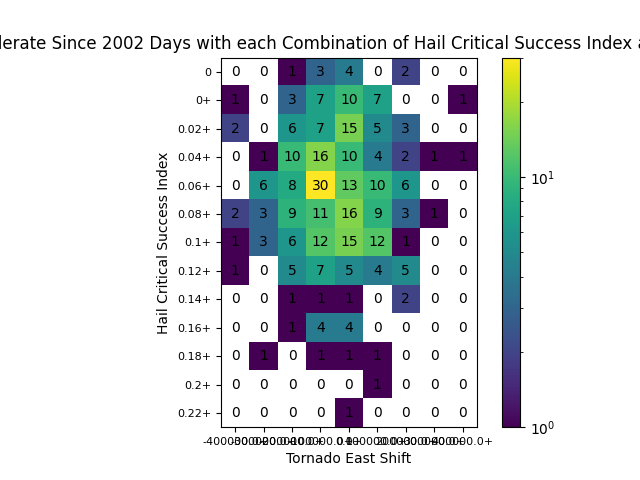 Since 2002 Days with each Combination of Hail Critical Success Index
0 0 0 1 3 4 0 2 0 0
0+ 1 0 3 7 10 7 0 0 1
0.02+ 2 0 6 7 15 5 3 0 0
0.04+ 0 1 10 16 10 4 2 1 1
0.06+ 0 6 8 30 13 10 6 0 0
0.08+ 2 3 9 11 16 9 3 1 0
0.1+ 1 3 6 12 15 12 1 0 0
0.12+ 1 0 5 7 5 4 5 0 0
0.14+ 0 0 1 1 1 0 2 0 0
0.16+ 0 0 1 4 4 0 0 0 0
0.18+ 0 1 0 1 1 1 0 0 0
0.2+ 0 0 0 0 0 1 0 0 0
0.22+ 0 0 0 0 1 0 0 0 0
Tornado East Shift
Hail Critical Success Index
10^1
10^0